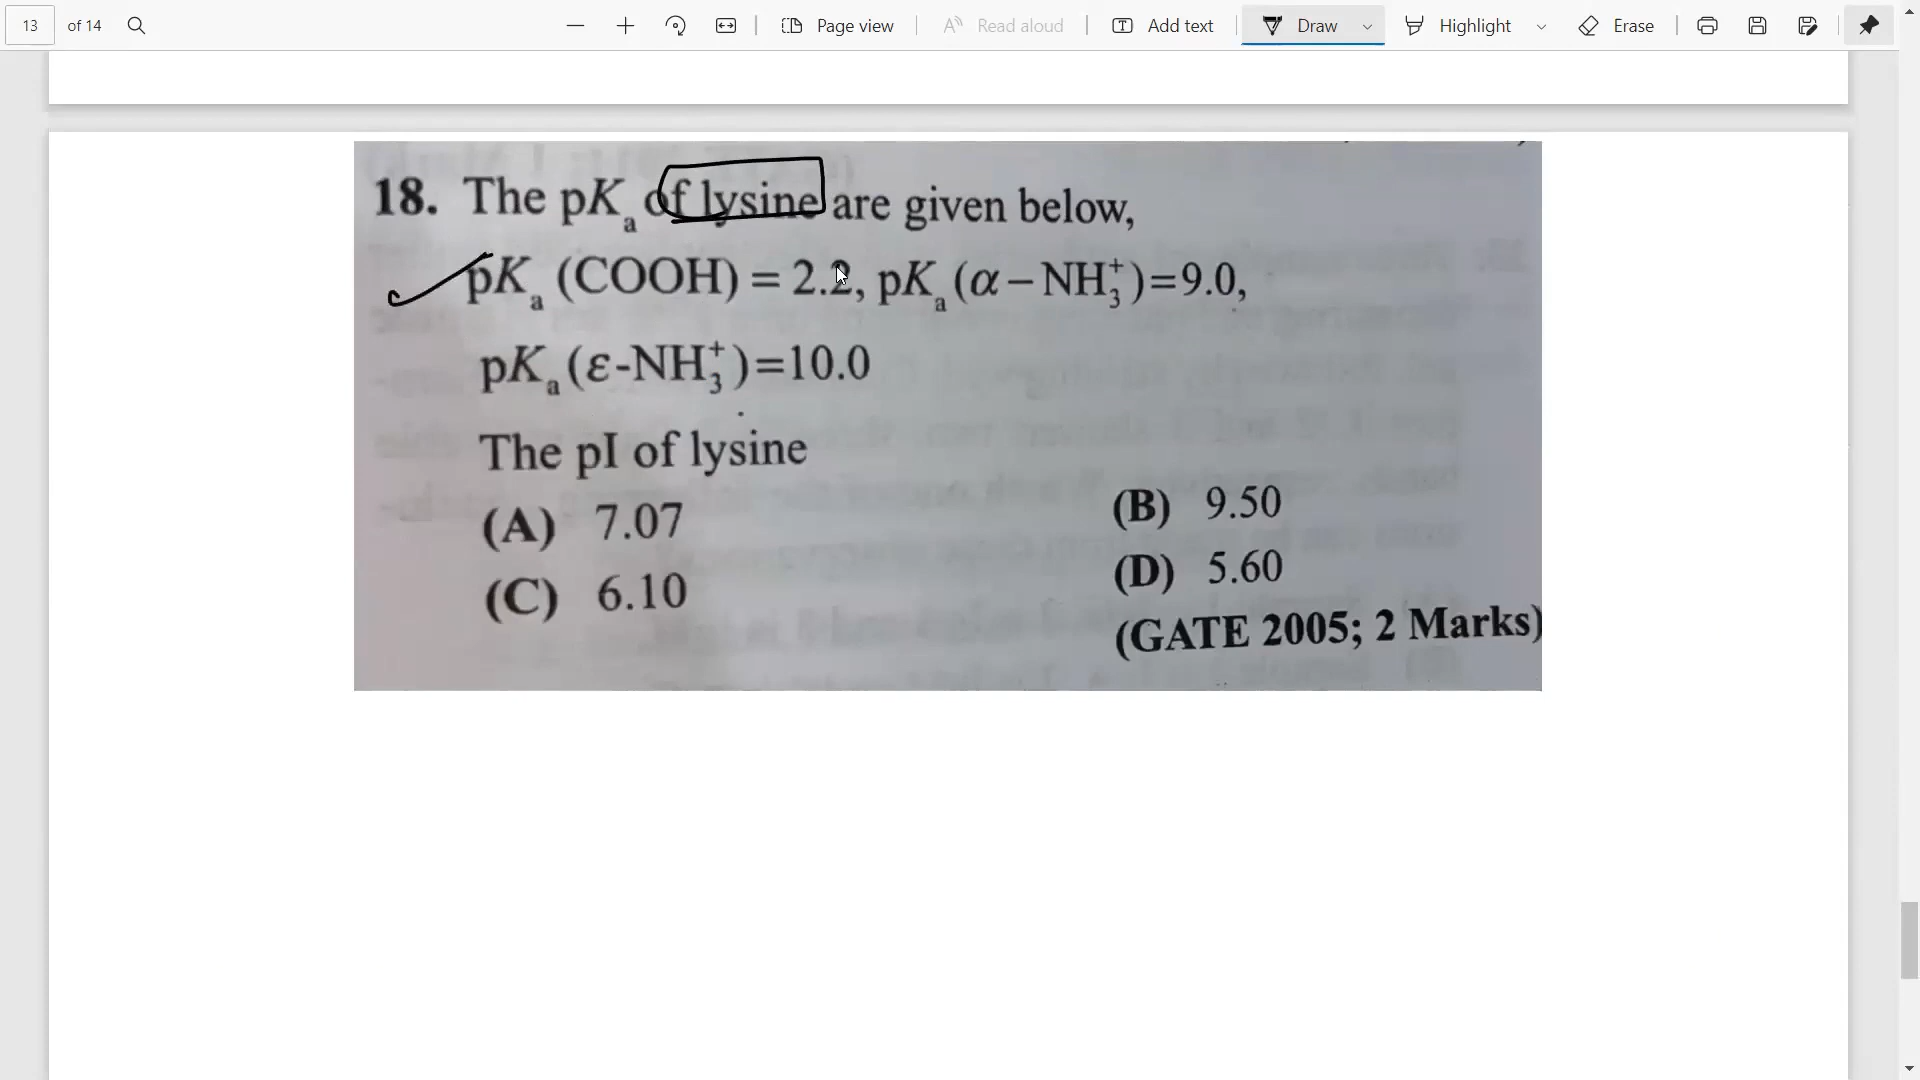 13 of 14 Page view Read aloud Add text Draw Highlight Erase
18. The pKa of lysine are given below,
pKa (COOH) = 2.2, pKa (α – NH3+)=9.0,
pKa (ε-NH3+)=10.0
The pI of lysine
(A) 7.07 (B) 9.50
(C) 6.10 (D) 5.60
(GATE 2005; 2 Marks)